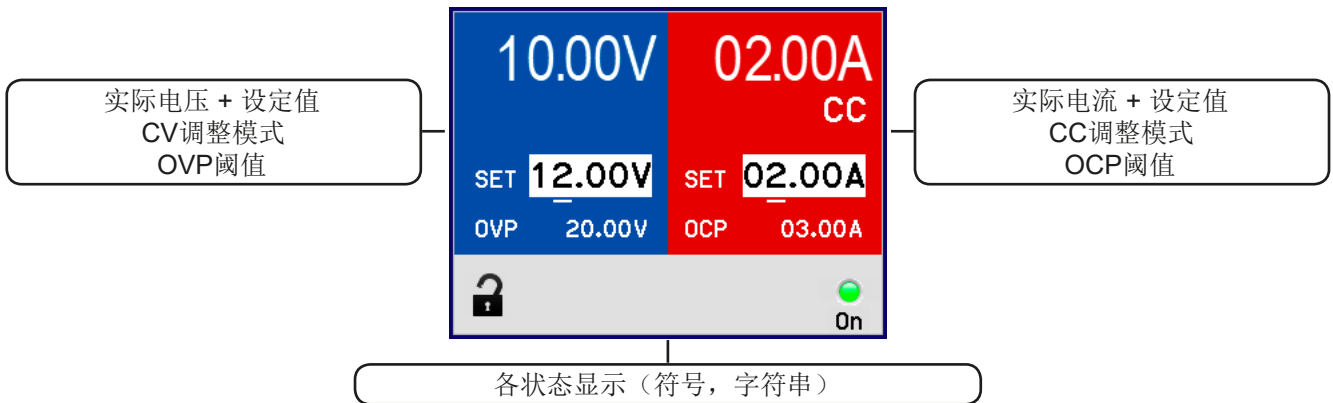 10.00V
02.00A
CC
实际电压 + 设定值
CV调整模式
OVP阈值
实际电流 + 设定值
CC调整模式
OCP阈值
SET 12.00V
SET 02.00A
OVP 20.00V
OCP 03.00A
On
各状态显示（符号，字符串）